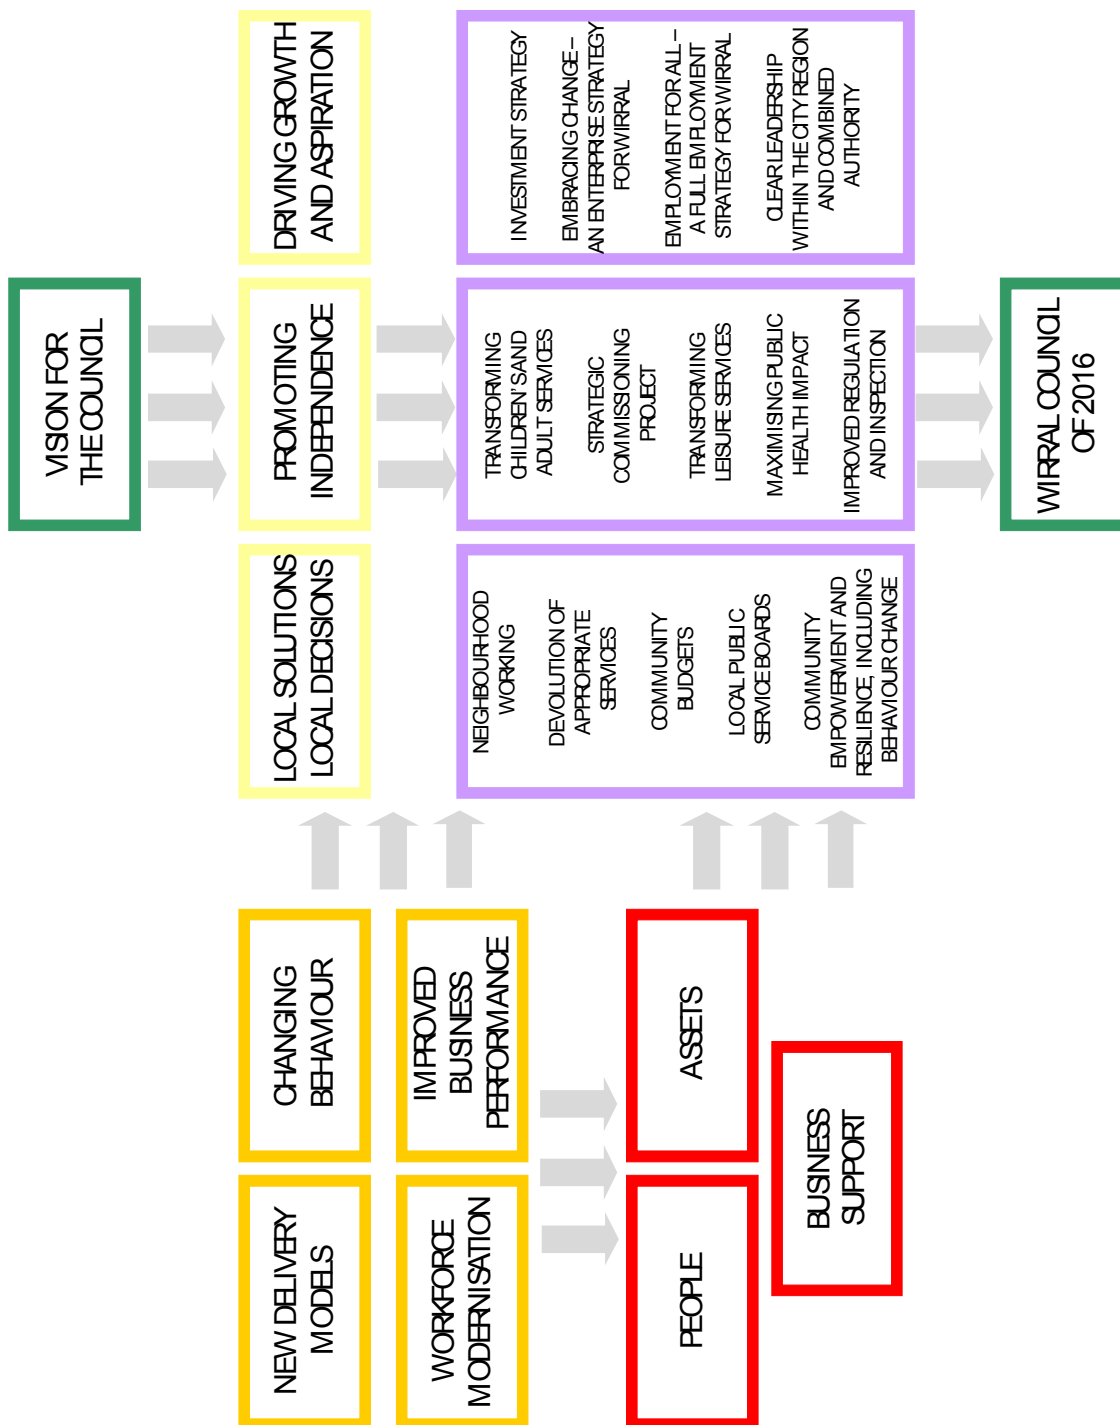 VISION FOR
THE COUNCIL
NEW DELIVERY
MODELS
CHANGING
BEHAVIOUR
LOCAL SOLUTIONS
LOCAL DECISIONS
PROMOTING
INDEPENDENCE
DRIVING GROWTH
AND ASPIRATION
WORKFORCE
MODERNISATION
IMPROVED
BUSINESS
PERFORMANCE
NEIGHBOURHOOD
WORKING
DEVOLUTION OF
APPROPRIATE
SERVICES
COMMUNITY
BUDGETS
LOCAL PUBLIC
SERVICE BOARDS
COMMUNITY
EMPOWERMENT AND
RESILIENCE, INCLUDING
BEHAVIOUR CHANGE
TRANSFORMING
CHILDREN'S AND
ADULT SERVICES
STRATEGIC
COMMISSIONING
PROJECT
TRANSFORMING
LEISURE SERVICES
MAXIMISING PUBLIC
HEALTH IMPACT
IMPROVED REGULATION
AND INSPECTION
INVESTMENT STRATEGY
EMBRACING CHANGE –
AN ENTERPRISE STRATEGY
FOR WIRRAL
EMPLOYMENT FOR ALL –
A FULL EMPLOYMENT
STRATEGY FOR WIRRAL
CLEAR LEADERSHIP
WITHIN THE CITY REGION
AND COMBINED
AUTHORITY
PEOPLE
ASSETS
BUSINESS
SUPPORT
WIRRAL COUNCIL
OF 2016